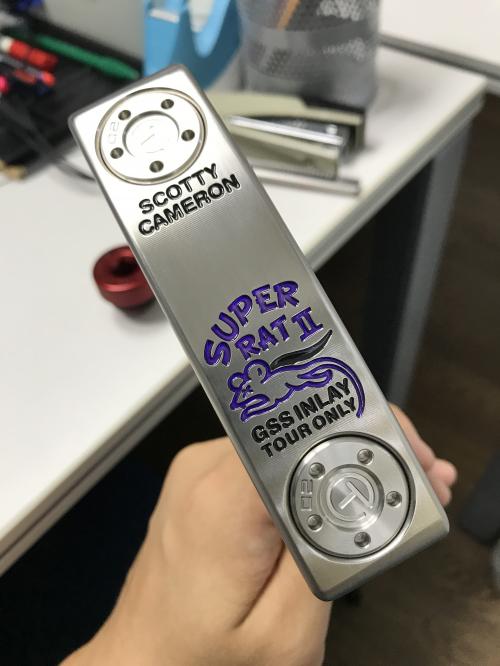 SCOTTY
CAMERON
SUPER
RAT II
GSS INLAY
TOUR ONLY